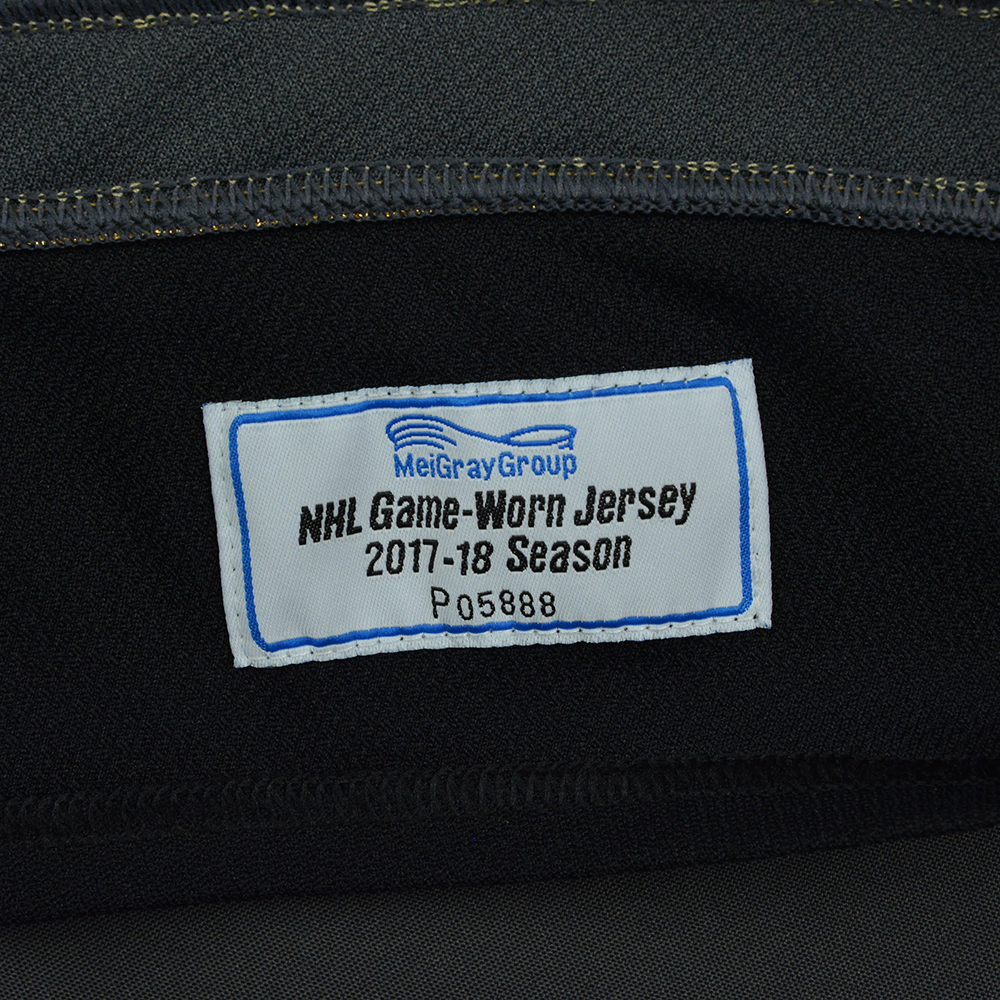 MeiGrayGroup
NHL Game-Worn Jersey
2017-18 Season
P05888